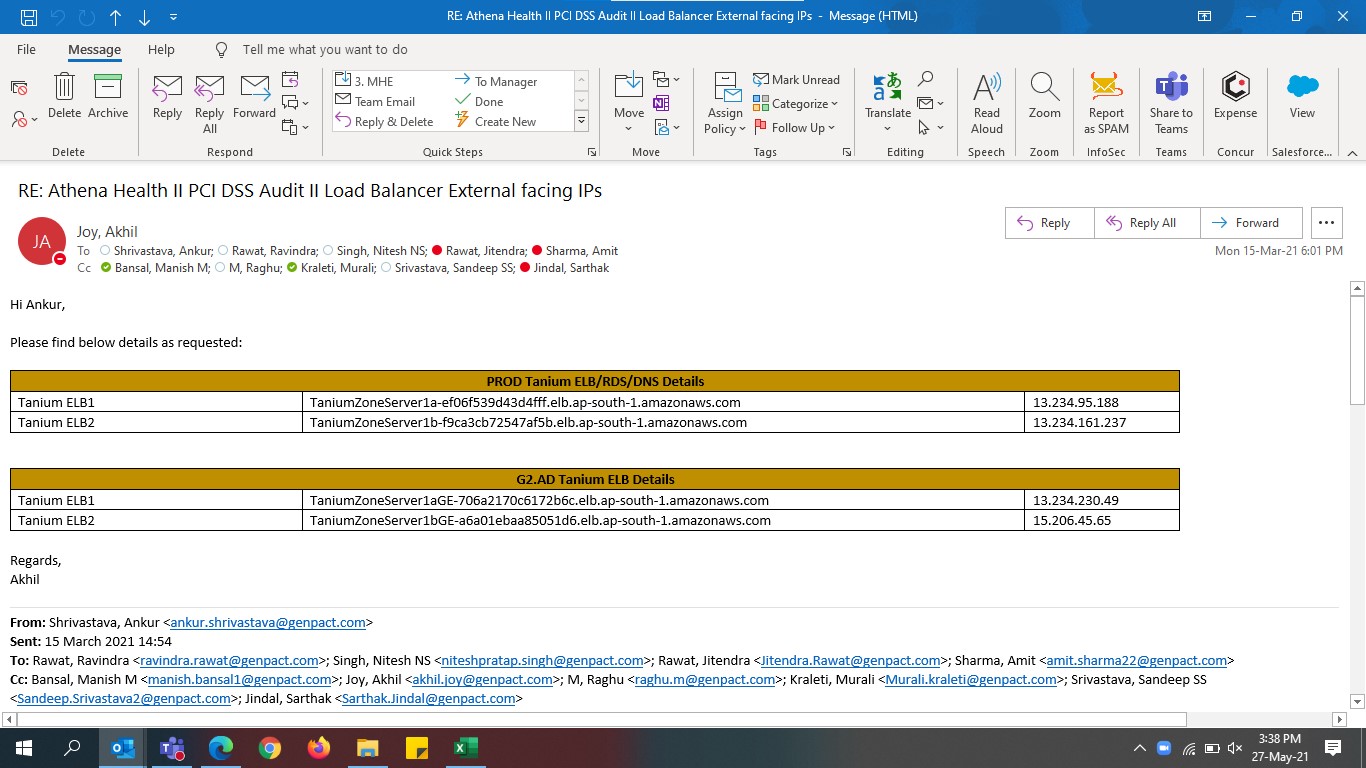 RE: Athena Health II PCI DSS Audit II Load Balancer External facing IPs - Message (HTML)
File Message Help Tell me what you want to do
Delete Archive
Delete
Reply Reply All Forward
Respond
3. MHE To Manager
Team Email Done
Reply & Delete Create New
Quick Steps
Move
Move
Assign Policy
Mark Unread
Categorize
Follow Up
Tags
Translate
Editing
Read Aloud
Speech
Zoom
Zoom
Report as SPAM
InfoSec
Share to Teams
Teams
Expense
Concur
View
Salesforce...
RE: Athena Health II PCI DSS Audit II Load Balancer External facing IPs
JA
Joy, Akhil
To Shrivastava, Ankur; Rawat, Ravindra; Singh, Nitesh NS; Rawat, Jitendra; Sharma, Amit
Cc Bansal, Manish M; M, Raghu; Kraleti, Murali; Srivastava, Sandeep SS; Jindal, Sarthak
Reply Reply All Forward
Mon 15-Mar-21 6:01 PM
Hi Ankur,
Please find below details as requested:
PROD Tanium ELB/RDS/DNS Details
Tanium ELB1 TaniumZoneServer1a-ef06f539d43d4fff.elb.ap-south-1.amazonaws.com 13.234.95.188
Tanium ELB2 TaniumZoneServer1b-f9ca3cb72547af5b.elb.ap-south-1.amazonaws.com 13.234.161.237
G2.AD Tanium ELB Details
Tanium ELB1 TaniumZoneServer1aGE-706a2170c6172b6c.elb.ap-south-1.amazonaws.com 13.234.230.49
Tanium ELB2 TaniumZoneServer1bGE-a6a01ebaa85051d6.elb.ap-south-1.amazonaws.com 15.206.45.65
Regards,
Akhil
From: Shrivastava, Ankur <ankur.shrivastava@genpact.com>
Sent: 15 March 2021 14:54
To: Rawat, Ravindra <ravindra.rawat@genpact.com>; Singh, Nitesh NS <niteshpratap.singh@genpact.com>; Rawat, Jitendra <Jitendra.Rawat@genpact.com>; Sharma, Amit <amit.sharma22@genpact.com>
Cc: Bansal, Manish M <manish.bansal1@genpact.com>; Joy, Akhil <akhil.joy@genpact.com>; M, Raghu <raghu.m@genpact.com>; Kraleti, Murali <Murali.kraleti@genpact.com>; Srivastava, Sandeep SS
<Sandeep.Srivastava2@genpact.com>; Jindal, Sarthak <Sarthak.Jindal@genpact.com>
3:38 PM
27-May-21